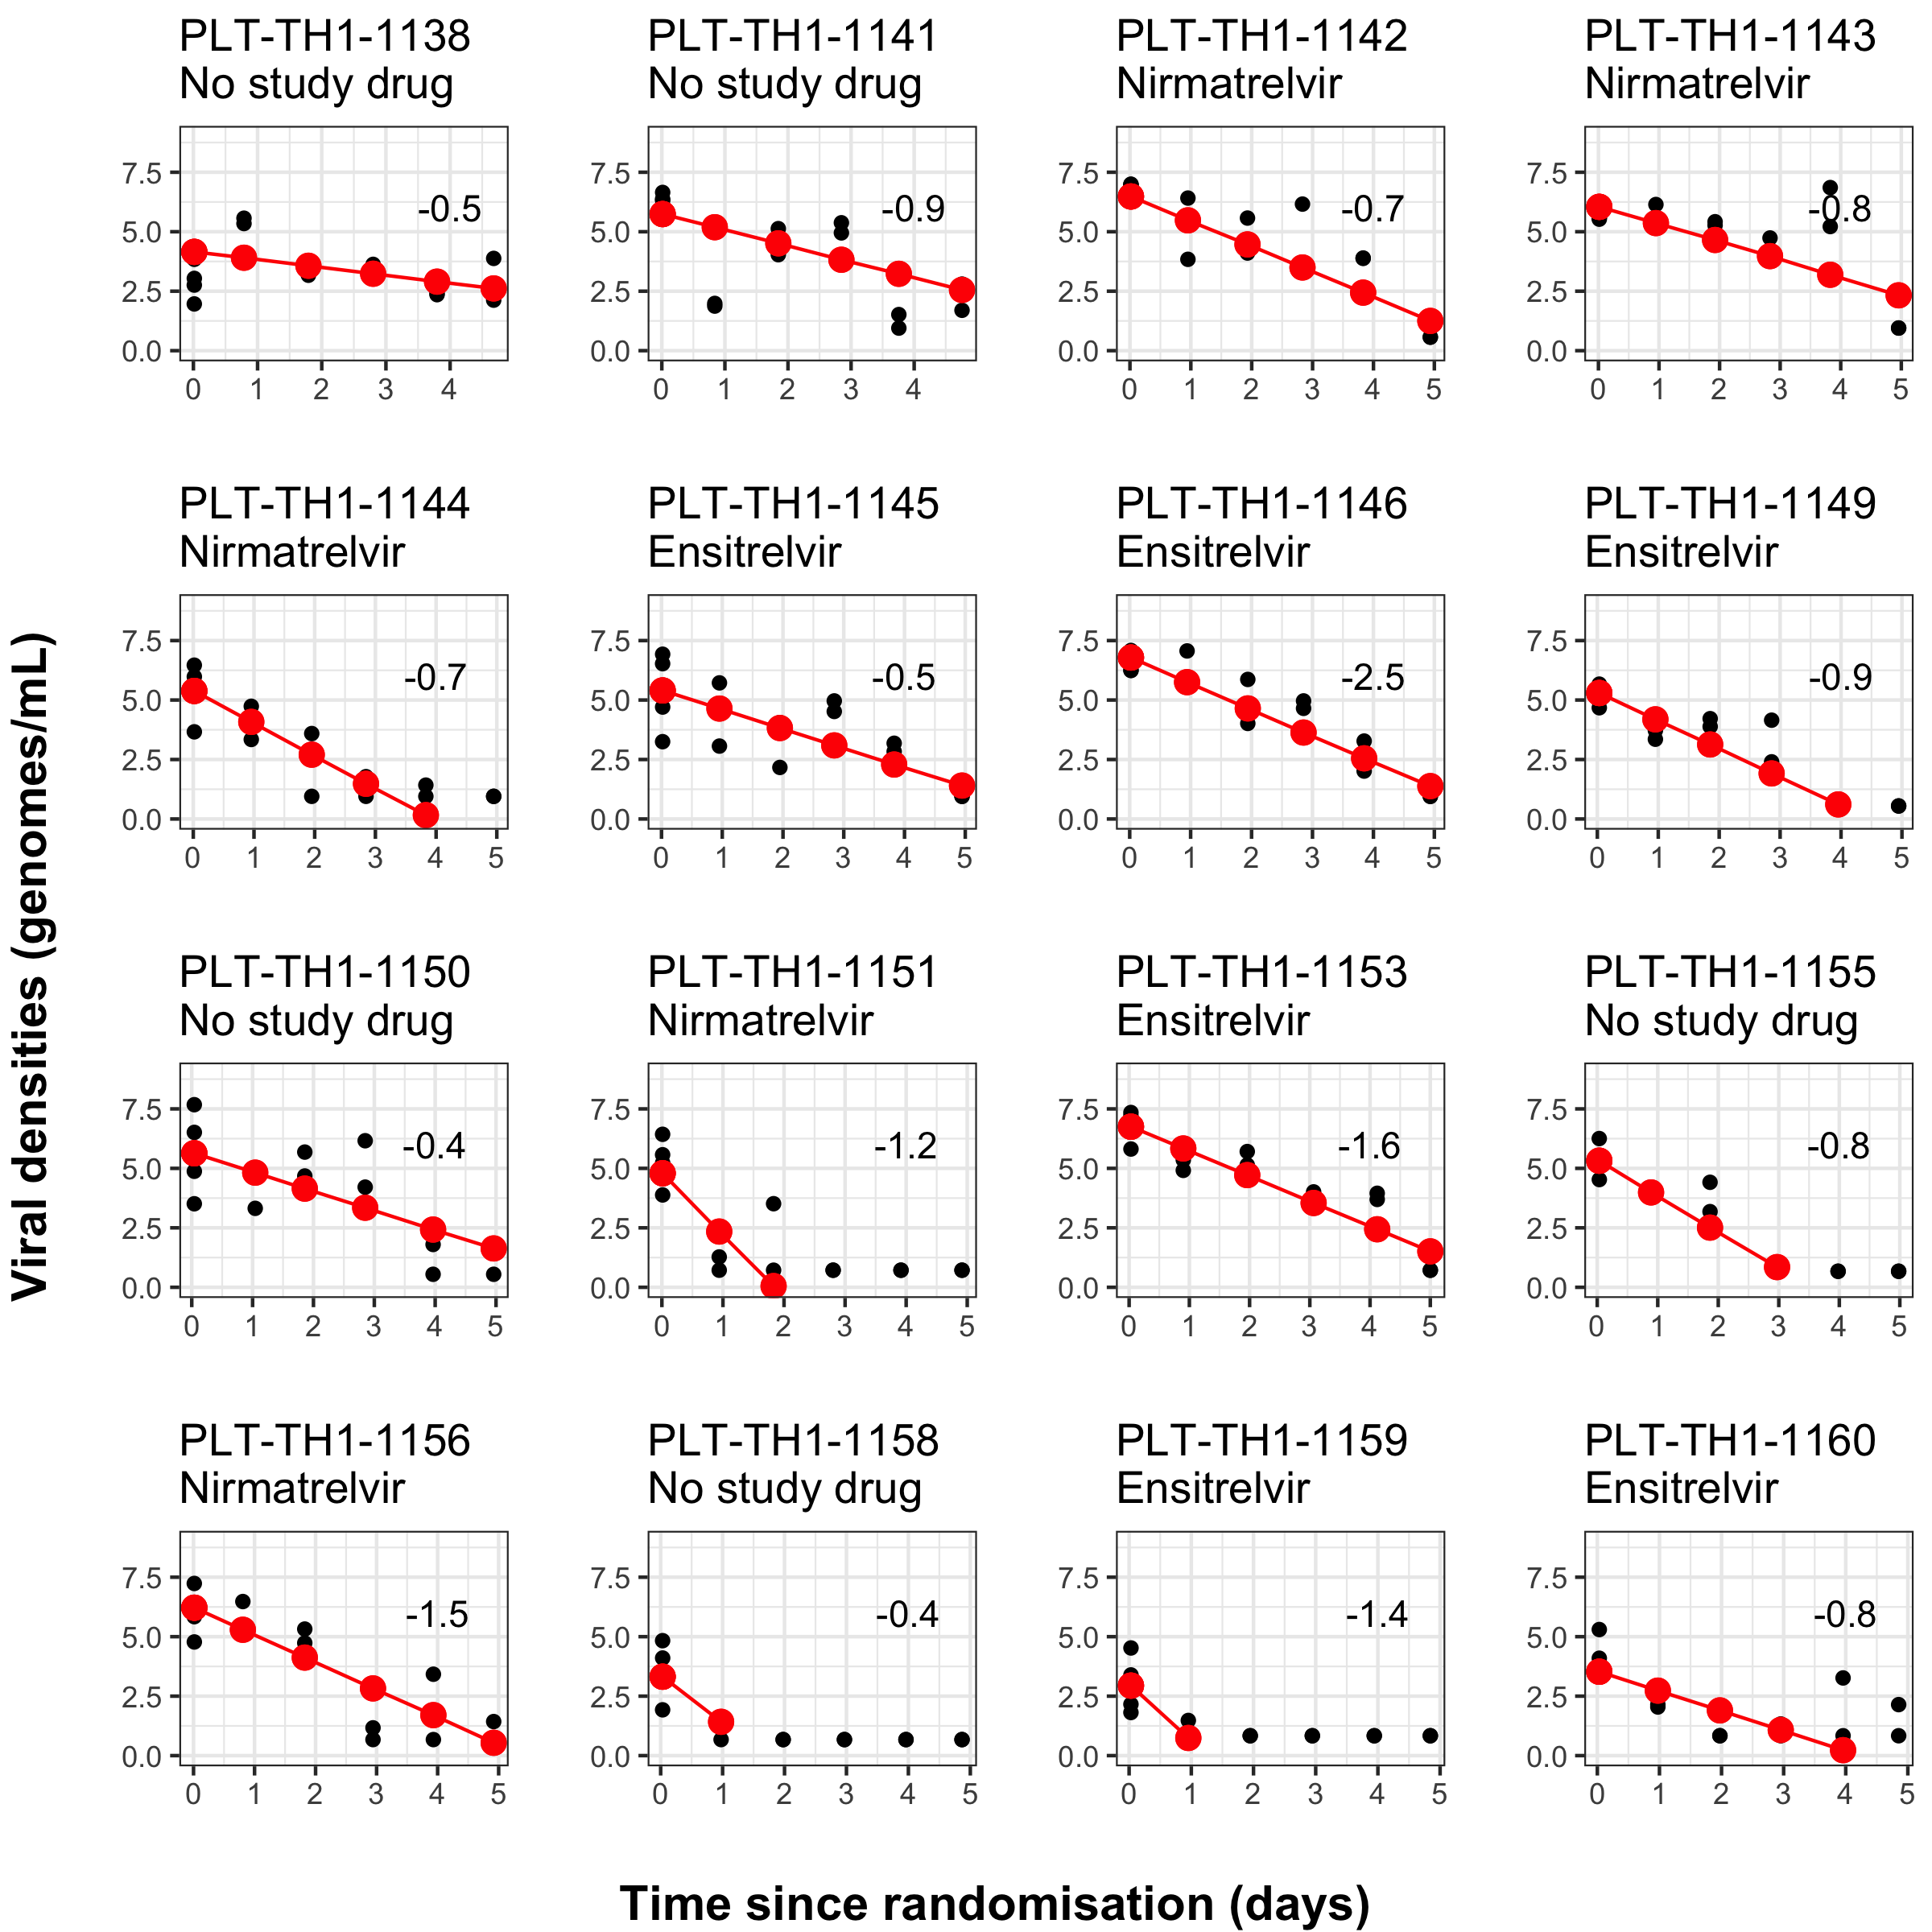 PLT-TH1-1138
No study drug
7.5
5.0
2.5
0.0
-0.5
0 1 2 3 4
PLT-TH1-1141
No study drug
7.5
5.0
2.5
0.0
-0.9
0 1 2 3 4
PLT-TH1-1142
Nirmatrelvir
7.5
5.0
2.5
0.0
-0.7
0 1 2 3 4 5
PLT-TH1-1143
Nirmatrelvir
7.5
5.0
2.5
0.0
-0.8
0 1 2 3 4 5
PLT-TH1-1144
Nirmatrelvir
7.5
5.0
2.5
0.0
-0.7
0 1 2 3 4 5
PLT-TH1-1145
Ensitrelvir
7.5
5.0
2.5
0.0
-0.5
0 1 2 3 4 5
PLT-TH1-1146
Ensitrelvir
7.5
5.0
2.5
0.0
-2.5
0 1 2 3 4 5
PLT-TH1-1149
Ensitrelvir
7.5
5.0
2.5
0.0
-0.9
0 1 2 3 4 5
PLT-TH1-1150
No study drug
7.5
5.0
2.5
0.0
-0.4
0 1 2 3 4 5
PLT-TH1-1151
Nirmatrelvir
7.5
5.0
2.5
0.0
-1.2
0 1 2 3 4 5
PLT-TH1-1153
Ensitrelvir
7.5
5.0
2.5
0.0
-1.6
0 1 2 3 4 5
PLT-TH1-1155
No study drug
7.5
5.0
2.5
0.0
-0.8
0 1 2 3 4 5
PLT-TH1-1156
Nirmatrelvir
7.5
5.0
2.5
0.0
-1.5
0 1 2 3 4 5
PLT-TH1-1158
No study drug
7.5
5.0
2.5
0.0
-0.4
0 1 2 3 4 5
PLT-TH1-1159
Ensitrelvir
7.5
5.0
2.5
0.0
-1.4
0 1 2 3 4 5
PLT-TH1-1160
Ensitrelvir
7.5
5.0
2.5
0.0
-0.8
0 1 2 3 4 5
Viral densities (genomes/mL)
Time since randomisation (days)